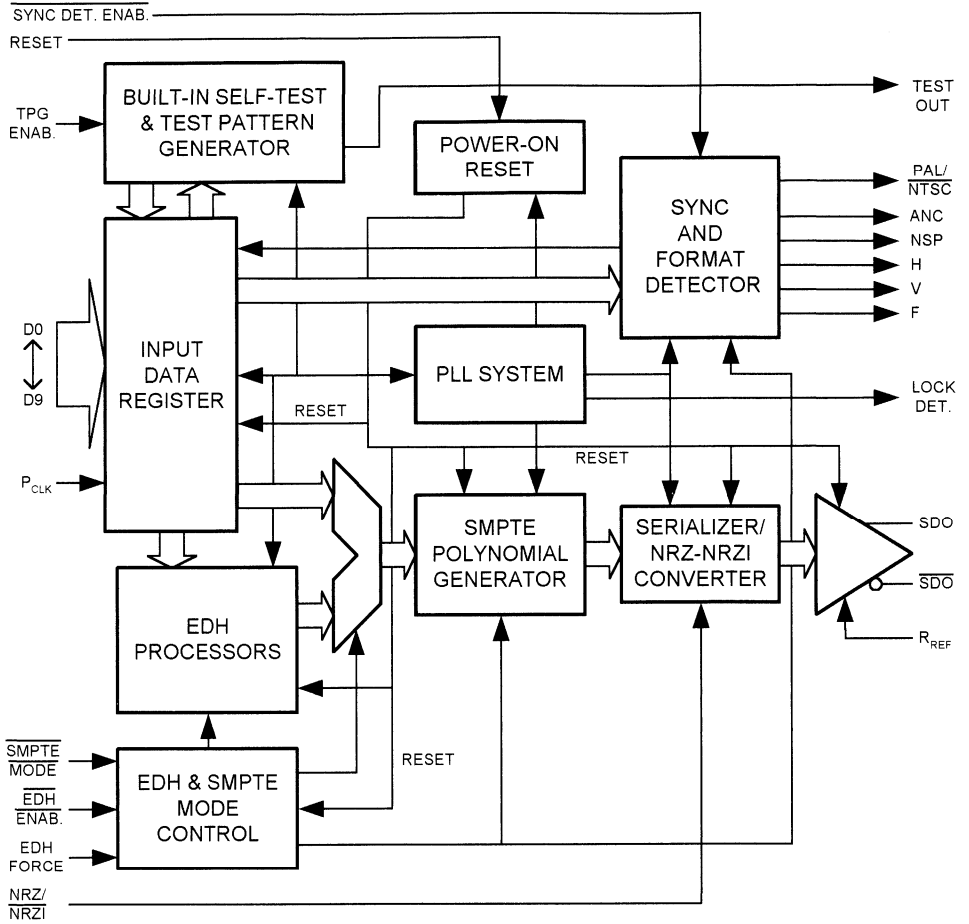 SYNC DET. ENAB.
RESET
BUILT-IN SELF-TEST
& TEST PATTERN
GENERATOR
TPG
ENAB.
TEST
OUT
POWER-ON
RESET
SYNC
AND
FORMAT
DETECTOR
PAL/
NTSC
ANC
NSP
H
V
F
D0
D9
INPUT
DATA
REGISTER
PLL SYSTEM
LOCK
DET.
RESET
RESET
PCLK
SMPTE
POLYNOMIAL
GENERATOR
SERIALIZER/
NRZ-NRZI
CONVERTER
SDO
SDO
RREF
EDH
PROCESSORS
RESET
SMPTE
MODE
EDH
ENAB.
EDH
FORCE
EDH & SMPTE
MODE
CONTROL
NRZ/
NRZI